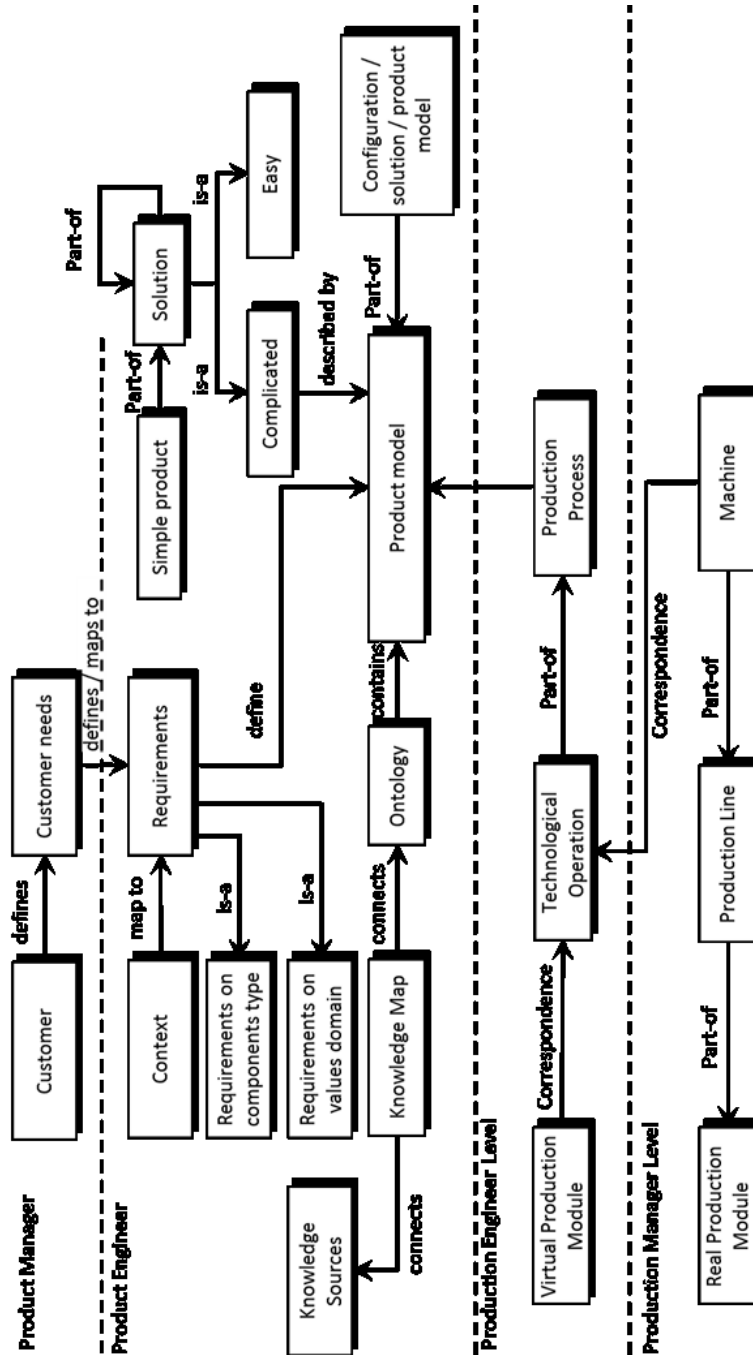 Product Manager
Customer
defines
Customer needs
defines / maps to
Product Engineer
Context
map to
Requirements
Requirements on
components type
Is-a
Requirements on
values domain
Is-a
define
Simple product
Part-of
Solution
Part-of
is-a
is-a
Complicated
Easy
described by
Knowledge
Sources
connects
Knowledge Map
connects
Ontology
contains
Product model
Part-of
Configuration /
solution / product
model
Production Engineer Level
Virtual Production
Module
Correspondence
Technological
Operation
Part-of
Production
Process
Production Manager Level
Correspondence
Real Production
Module
Part-of
Production Line
Part-of
Machine